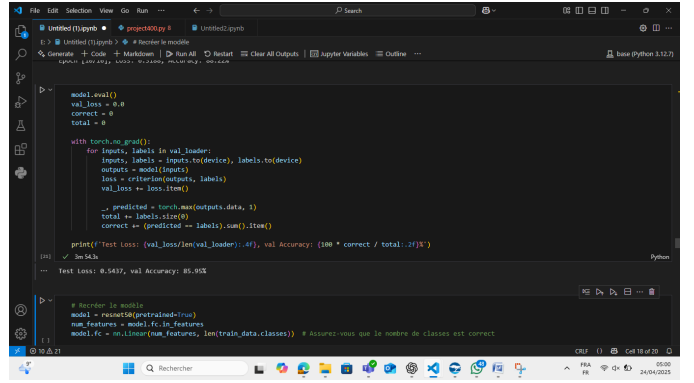 File Edit Selection View Go Run ...
Search
Untitled (1).ipynb
project400.py 8
Untitled2.ipynb
E: > Untitled (1).ipynb > # Recréer le modèle
Generate + Code + Markdown | Run All Restart Clear All Outputs | Jupyter Variables Outline ...
base (Python 3.12.7)
model.eval()
val_loss = 0.0
correct = 0
total = 0
with torch.no_grad():
for inputs, labels in val_loader:
inputs, labels = inputs.to(device), labels.to(device)
outputs = model(inputs)
loss = criterion(outputs, labels)
val_loss += loss.item()
_, predicted = torch.max(outputs.data, 1)
total += labels.size(0)
correct += (predicted == labels).sum().item()
print(f'Test Loss: {val_loss/len(val_loader):.4f}, val Accuracy: {100 * correct / total:.2f}%')
3m 54.3s
Python
... Test Loss: 0.5437, val Accuracy: 85.95%
# Recréer le modèle
model = resnet50(pretrained=True)
num_features = model.fc.in_features
model.fc = nn.Linear(num_features, len(train_data.classes)) # Assurez-vous que le nombre de classes est correct
[ ]
10 21
CRLF {} Cell 18 of 20
Rechercher
FRA
FR
05:00
24/04/2025